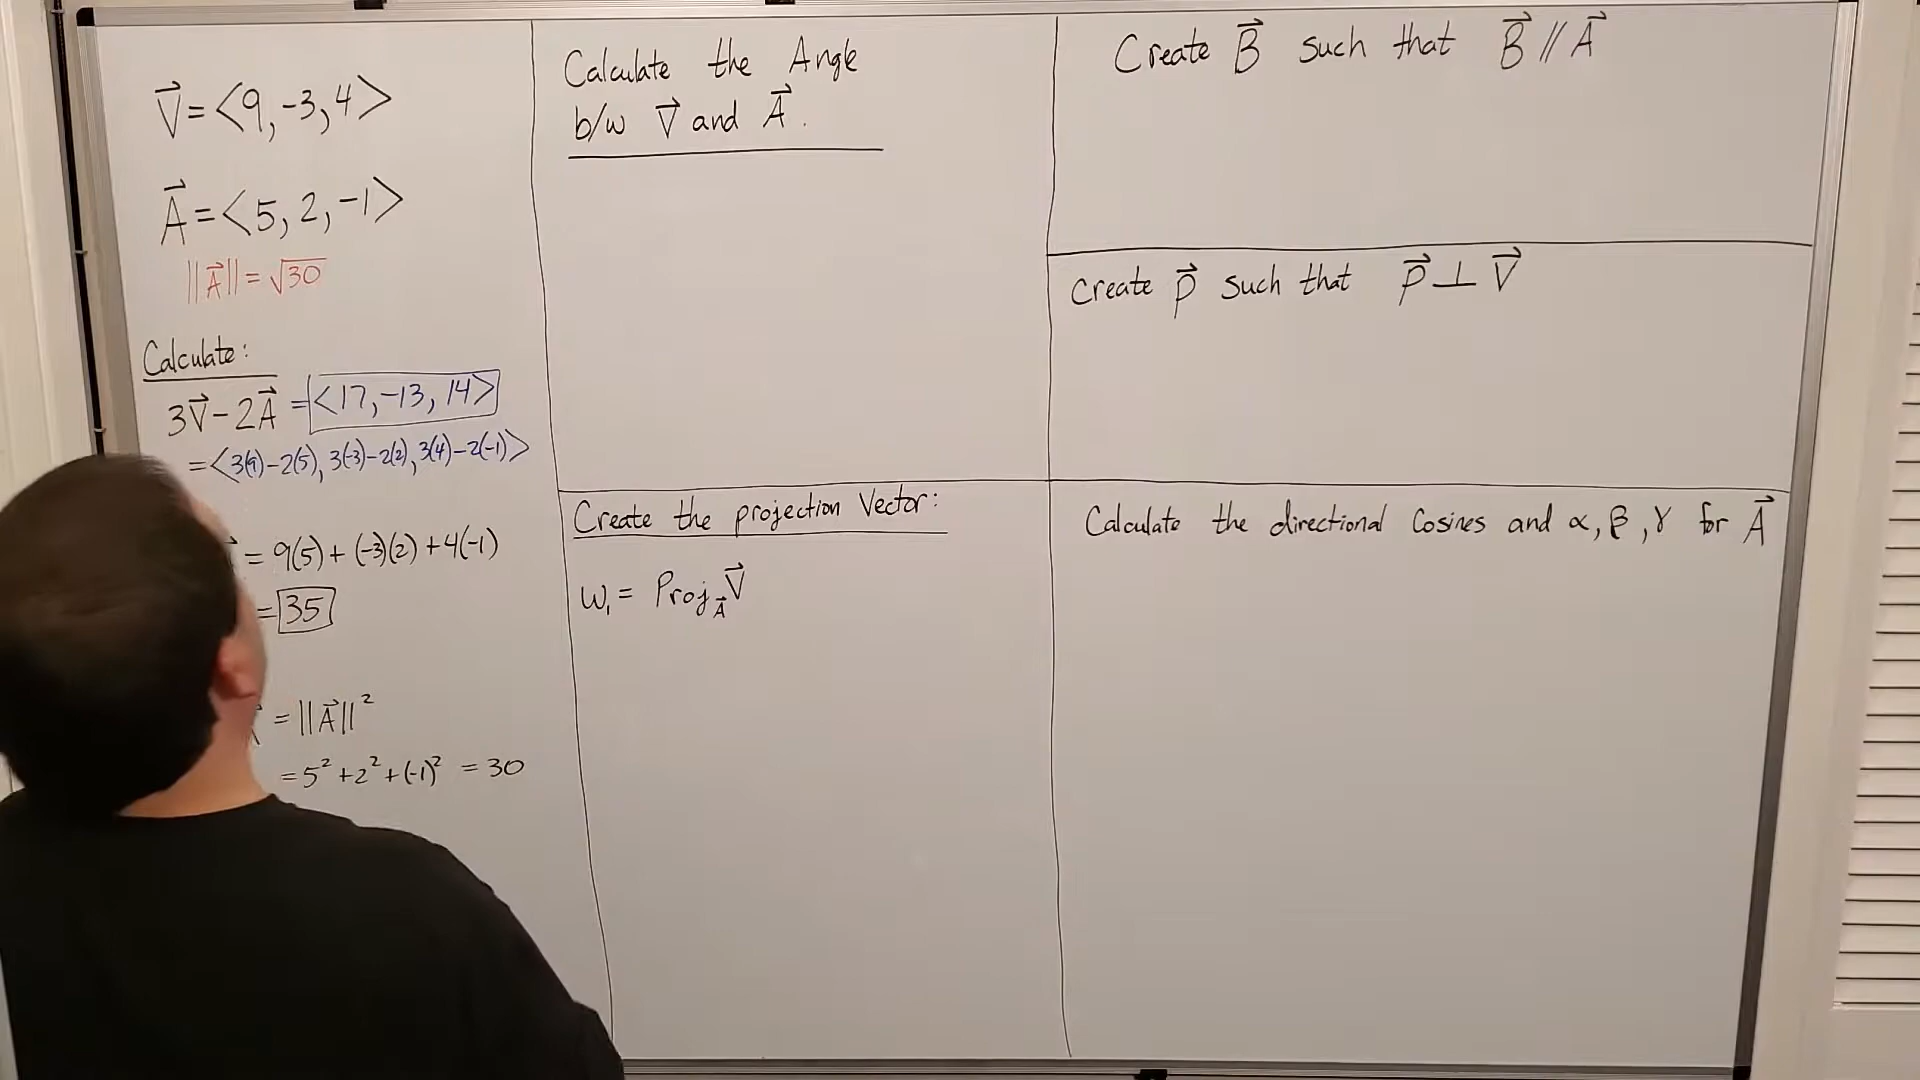 V⃗ = <9, -3, 4>
A⃗ = <5, 2, -1>
||A⃗|| = √30
Calculate:
3V⃗ - 2A⃗ = <17, -13, 14>
= <3(9) - 2(5), 3(-3) - 2(2), 3(4) - 2(-1)>
= 9(5) + (-3)(2) + 4(-1)
= 35
= ||A⃗||²
= 5² + 2² + (-1)² = 30
Calculate the Angle
b/w V⃗ and A⃗.
Create the projection Vector:
w₁ = Proj_A⃗ V⃗
Create B⃗ such that B⃗ // A⃗
Create P⃗ such that P⃗ ⊥ V⃗
Calculate the directional Cosines and α, β, γ for A⃗